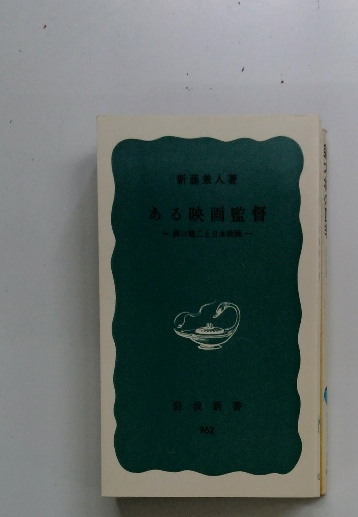 新藤兼人著
ある映画監督
―溝口健二と日本映画―
岩波新書
962